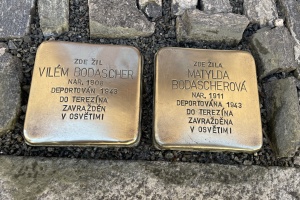 ZDE ŽIL
VILÉM BODASCHER
NAR. 1908
DEPORTOVÁN 1943
DO TEREZÍNA
ZAVRAŽDĚN
V OSVĚTIMI
ZDE ŽILA
MATYLDA
BODASCHEROVÁ
NAR. 1911
DEPORTOVÁNA 1943
DO TEREZÍNA
ZAVRAŽDĚNA
V OSVĚTIMI